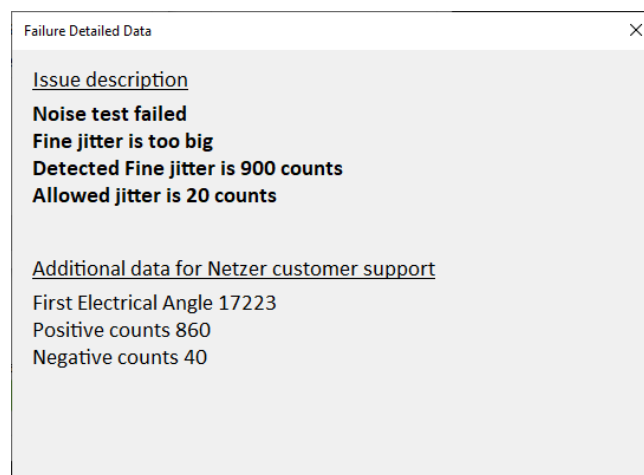 Failure Detailed Data
Issue description
Noise test failed
Fine jitter is too big
Detected Fine jitter is 900 counts
Allowed jitter is 20 counts
Additional data for Netzer customer support
First Electrical Angle 17223
Positive counts 860
Negative counts 40